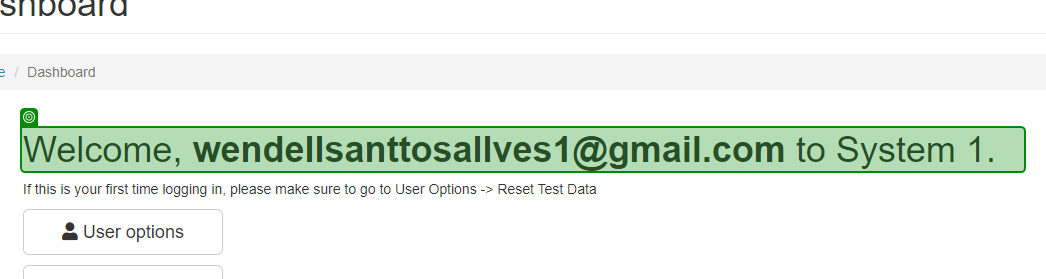 shboard
e / Dashboard
Welcome, wendellsanttosallves1@gmail.com to System 1.
If this is your first time logging in, please make sure to go to User Options -> Reset Test Data
User options